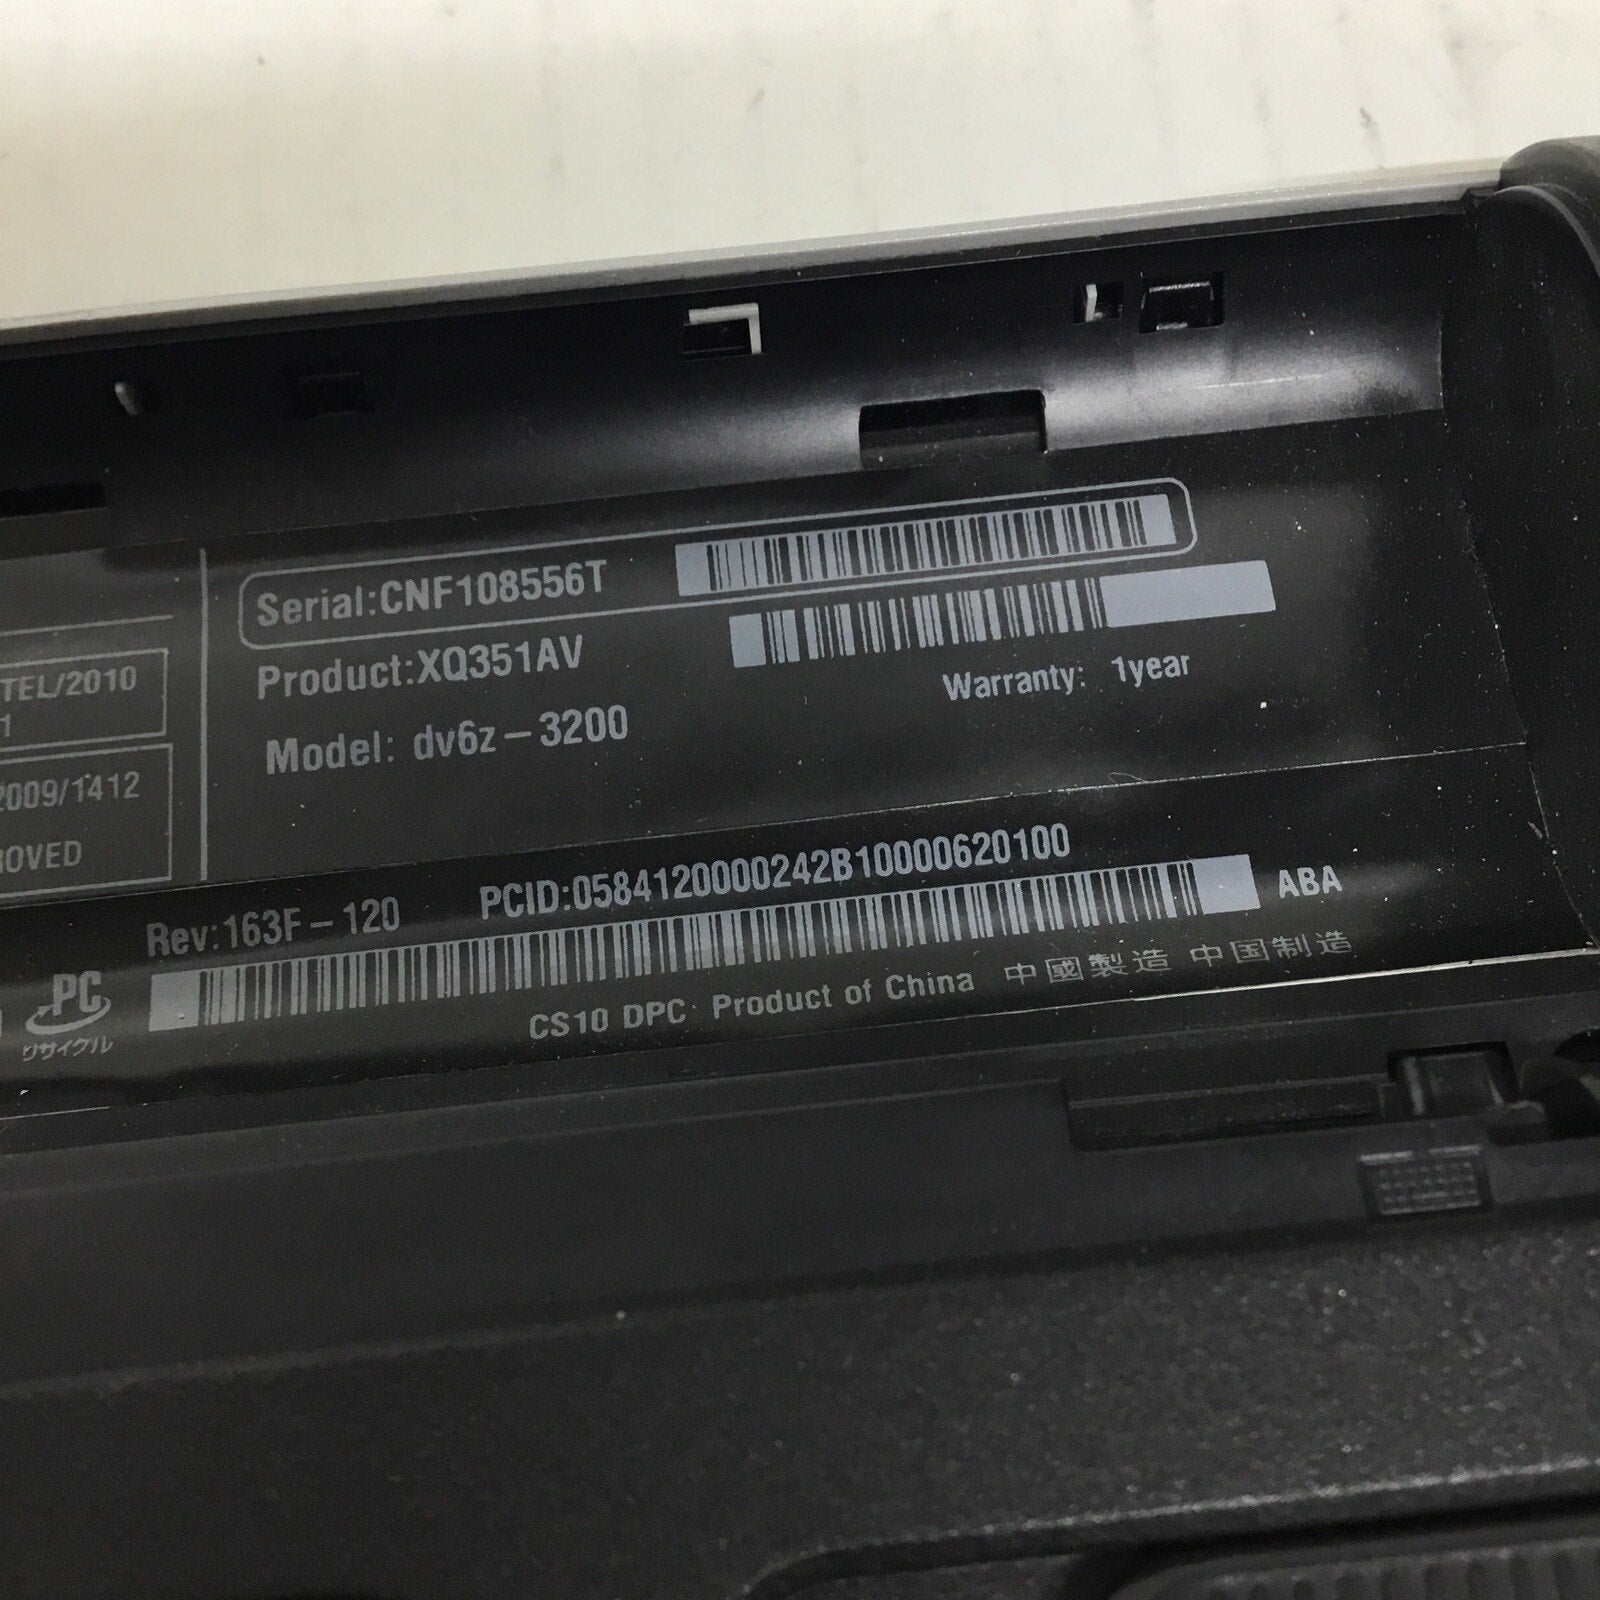 Serial:CNF108556T
Product:XQ351AV
Warranty: 1year
Model: dv6z-3200
TEL/2010
1
2009/1412
ROVED
Rev:163F-120 PCID:0584120000242B10000620100
ABA
PC
リサイクル
CS10 DPC Product of China 中國製造 中国制造